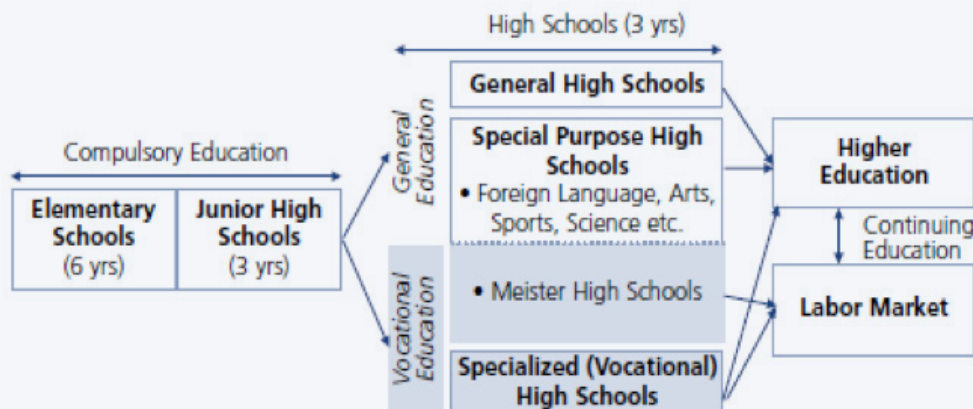 High Schools (3 yrs)
General High Schools
Compulsory Education
Elementary
Schools
(6 yrs)
Junior High
Schools
(3 yrs)
General
Education
Special Purpose High
Schools
• Foreign Language, Arts,
Sports, Science etc.
Vocational
Education
• Meister High Schools
Specialized (Vocational)
High Schools
Higher
Education
Continuing
Education
Labor Market